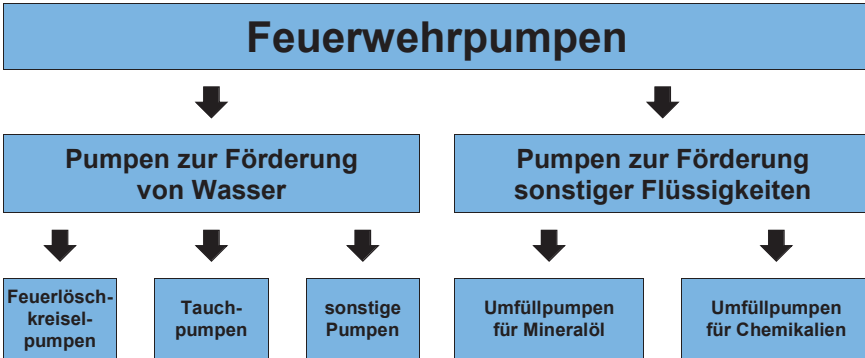 Feuerwehrpumpen
Pumpen zur Förderung
von Wasser
Pumpen zur Förderung
sonstiger Flüssigkeiten
Feuerlösch-
kreisel-
pumpen
Tauch-
pumpen
sonstige
Pumpen
Umfüllpumpen
für Mineralöl
Umfüllpumpen
für Chemikalien